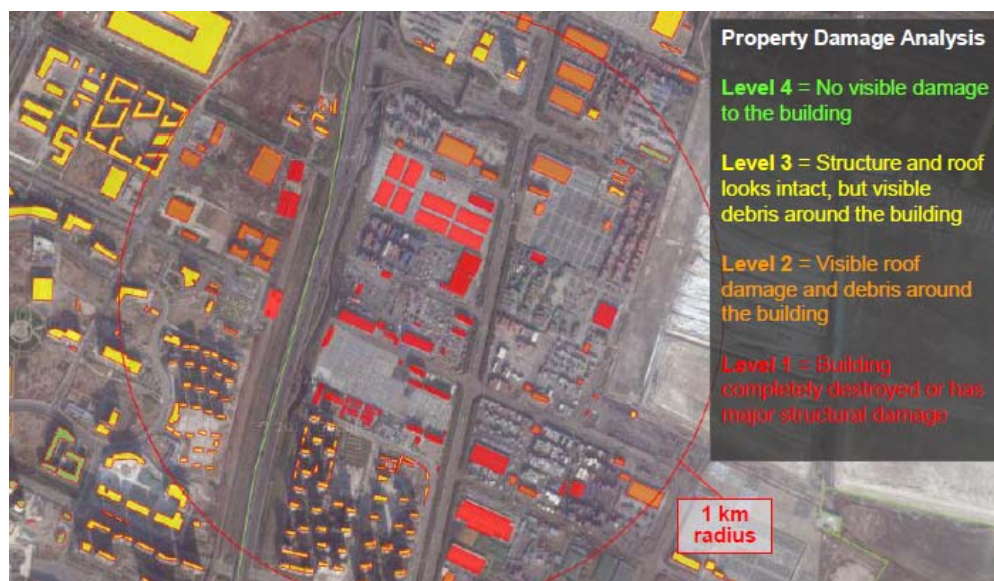 Property Damage Analysis
Level 4 = No visible damage
to the building
Level 3 = Structure and roof
looks intact, but visible
debris around the building
Level 2 = Visible roof
damage and debris around
the building
Level 1 = Building
completely destroyed or has
major structural damage
1 km
radius